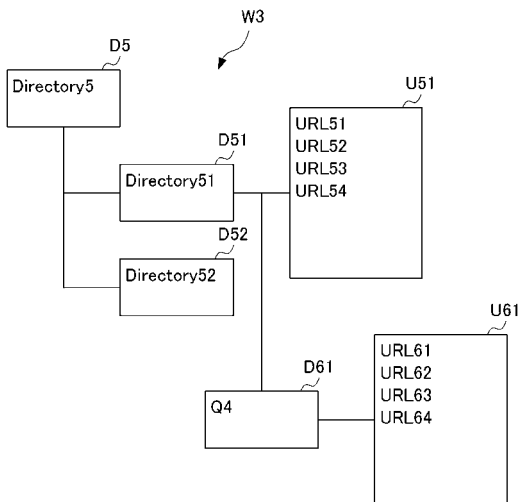 W3
D5
Directory5
U51
URL51
URL52
URL53
URL54
D51
Directory51
D52
Directory52
U61
URL61
URL62
URL63
URL64
D61
Q4